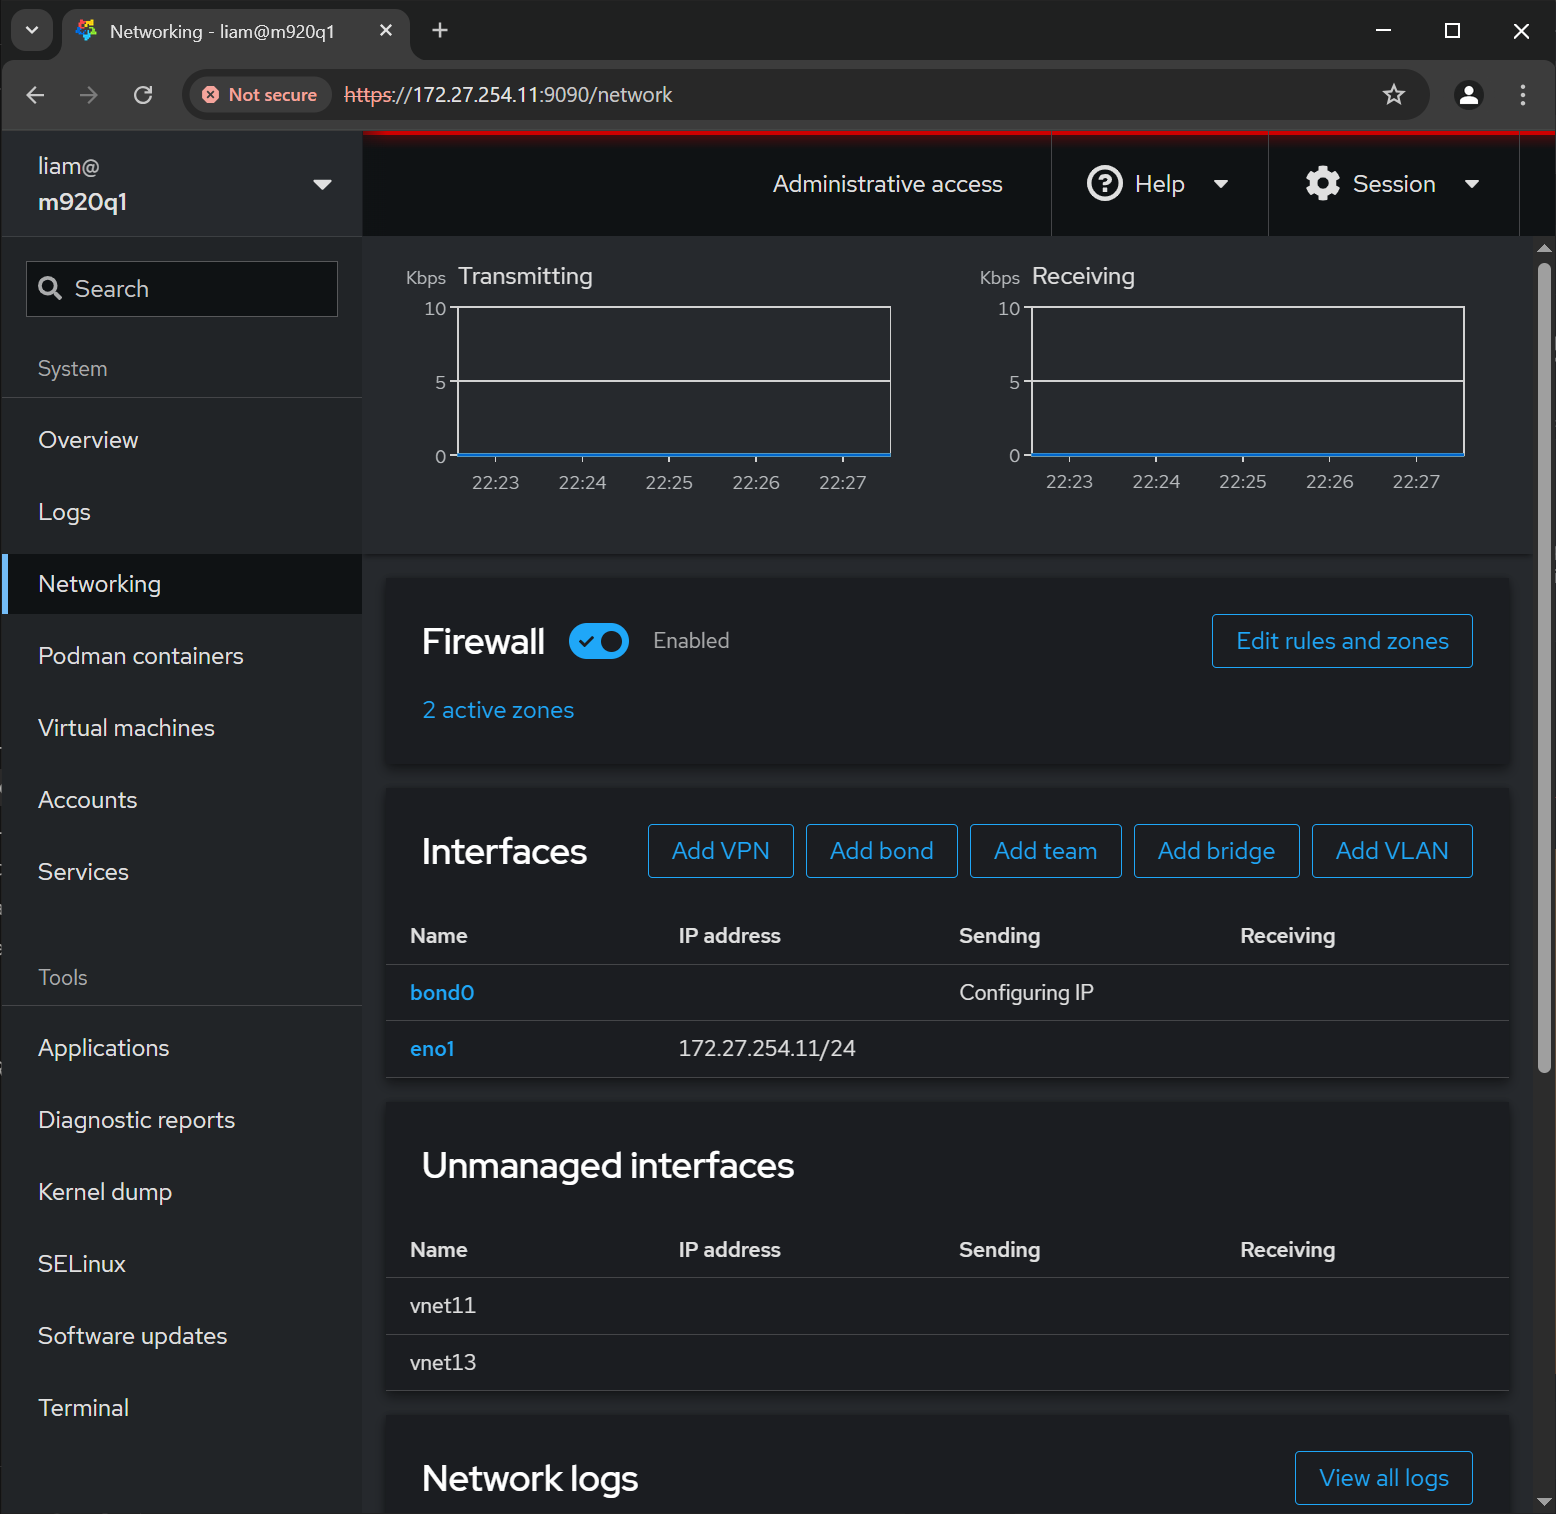 Networking - liam@m920q1
Not secure
https://172.27.254.11:9090/network
liam@
m920q1
Administrative access
Help
Session
Search
System
Overview
Logs
Networking
Podman containers
Virtual machines
Accounts
Services
Tools
Applications
Diagnostic reports
Kernel dump
SELinux
Software updates
Terminal
Kbps Transmitting
10
5
0
22:23 22:24 22:25 22:26 22:27
Kbps Receiving
10
5
0
22:23 22:24 22:25 22:26 22:27
Firewall Enabled
Edit rules and zones
2 active zones
Interfaces
Add VPN Add bond Add team Add bridge Add VLAN
Name IP address Sending Receiving
bond0 Configuring IP
eno1 172.27.254.11/24
Unmanaged interfaces
Name IP address Sending Receiving
vnet11
vnet13
Network logs
View all logs